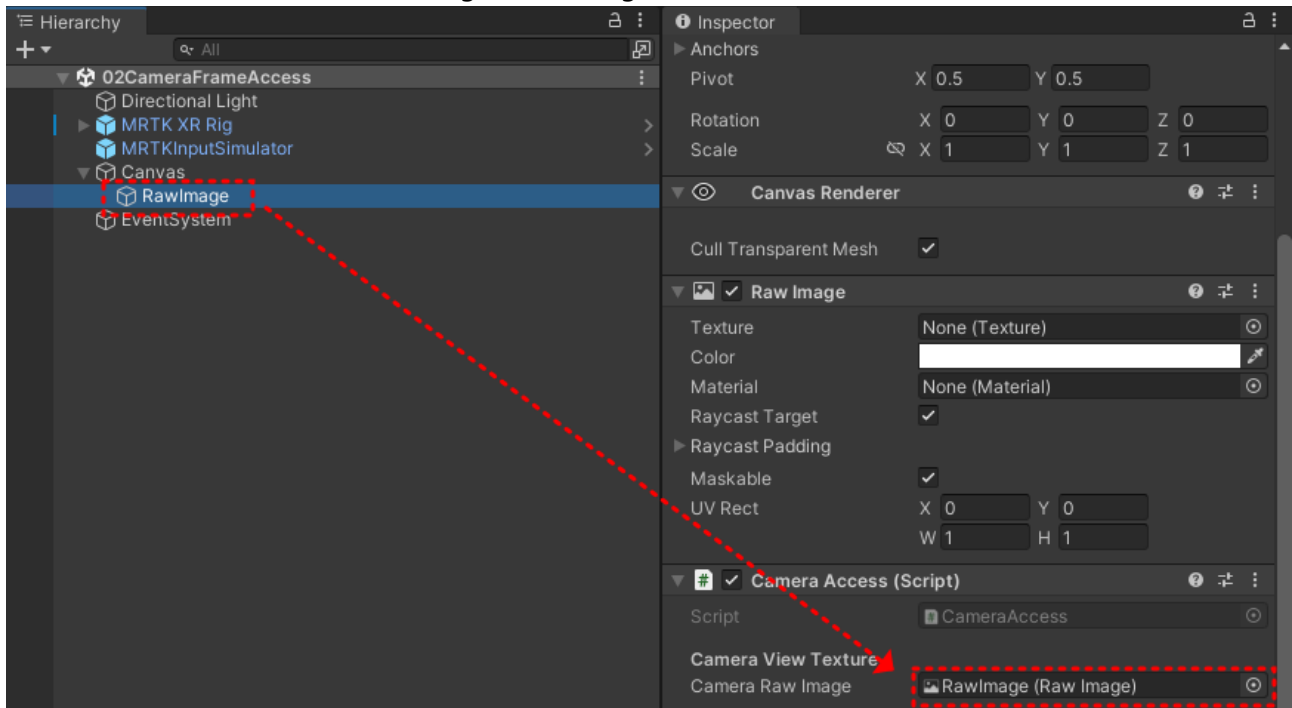 Hierarchy
All
02CameraFrameAccess
Directional Light
MRTK XR Rig
MRTKInputSimulator
Canvas
RawImage
EventSystem
Inspector
Anchors
Pivot X 0.5 Y 0.5
Rotation X 0 Y 0 Z 0
Scale X 1 Y 1 Z 1
Canvas Renderer
Cull Transparent Mesh
Raw Image
Texture None (Texture)
Color
Material None (Material)
Raycast Target
Raycast Padding
Maskable
UV Rect X 0 Y 0
W 1 H 1
# Camera Access (Script)
Script # CameraAccess
Camera View Texture
Camera Raw Image RawImage (Raw Image)